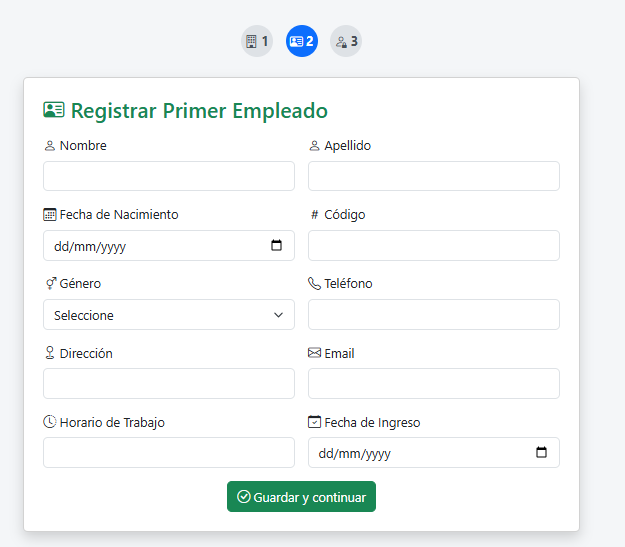 1 2 3
Registrar Primer Empleado
Nombre Apellido
Fecha de Nacimiento # Código
dd/mm/yyyy
Género Teléfono
Seleccione
Dirección Email
Horario de Trabajo Fecha de Ingreso
dd/mm/yyyy
Guardar y continuar